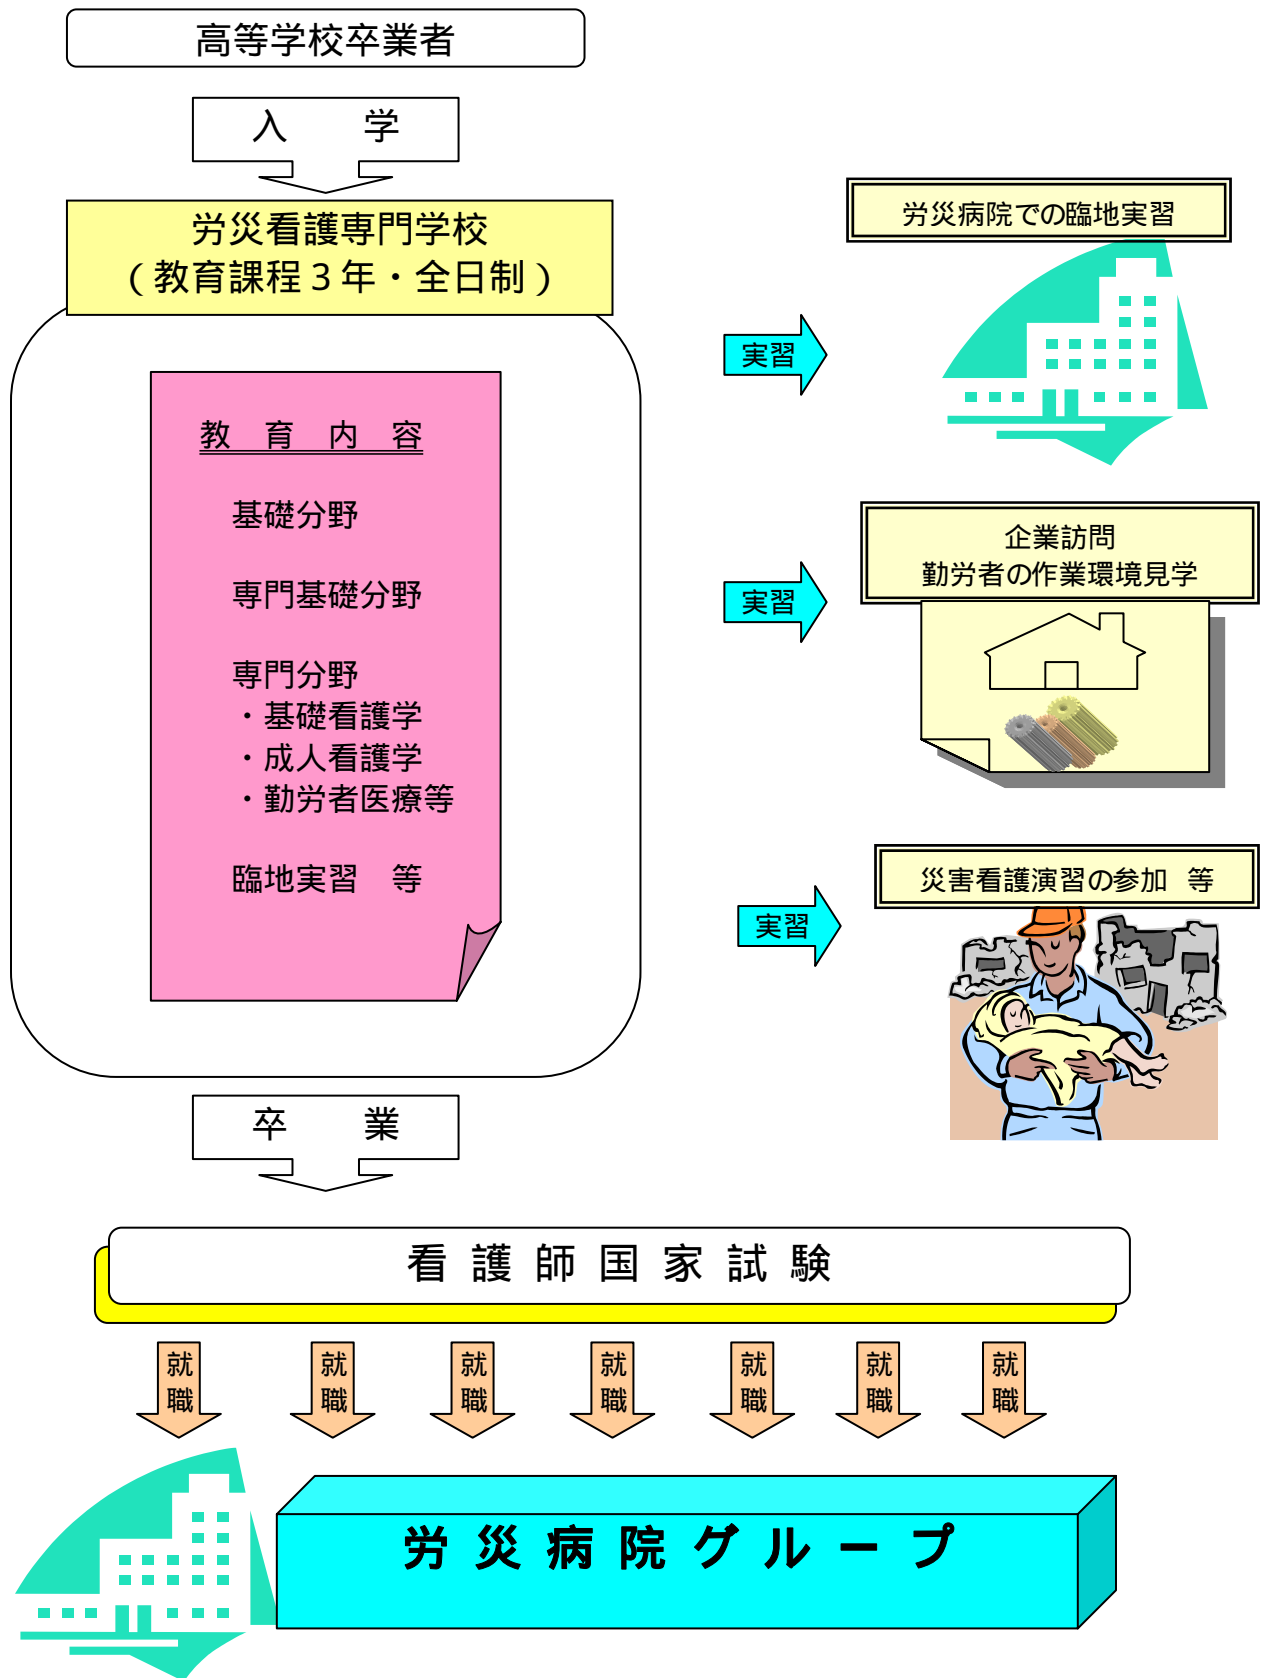 高等学校卒業者
入　　学
労災看護専門学校
（教育課程３年・全日制）
教　育　内　容
基礎分野
専門基礎分野
専門分野
・基礎看護学
・成人看護学
・勤労者医療等
臨地実習　等
実習
労災病院での臨地実習
実習
企業訪問
勤労者の作業環境見学
実習
災害看護演習の参加　等
卒　　業
看 護 師 国 家 試 験
就職
就職
就職
就職
就職
就職
就職
労 災 病 院 グ ル ー プ